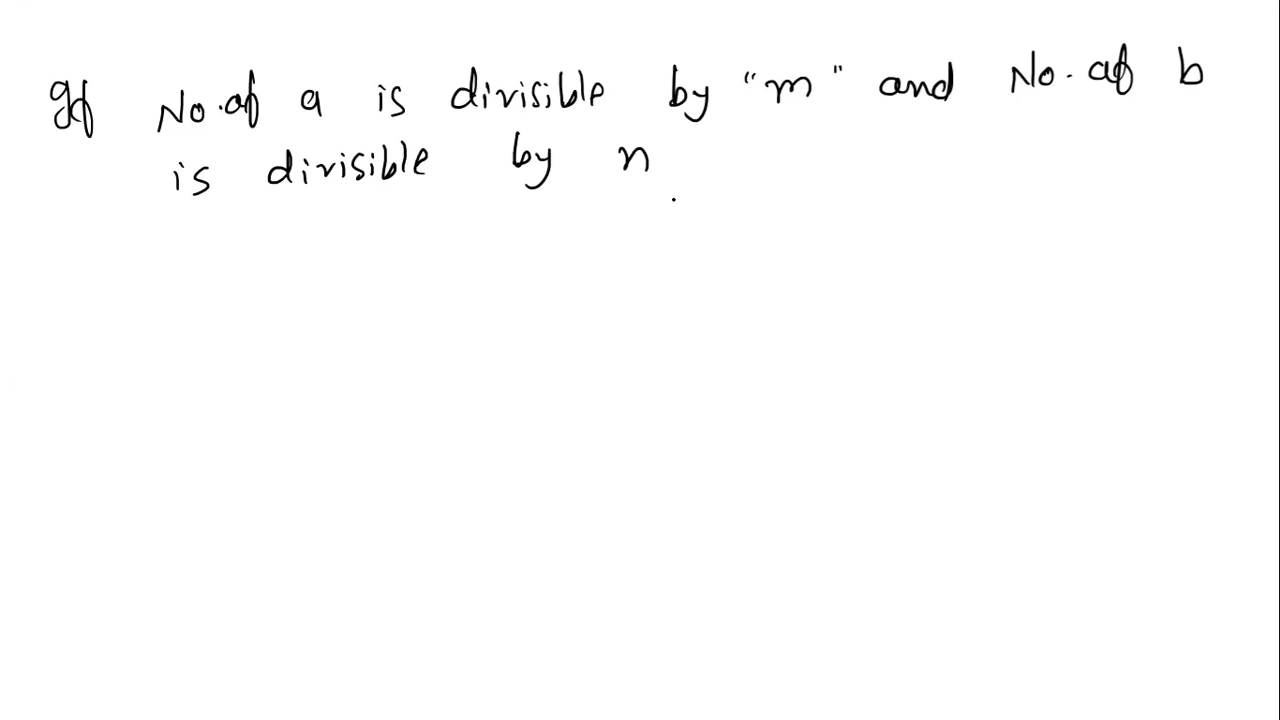 If No. of a is divisible by "m" and No. of b
is divisible by n